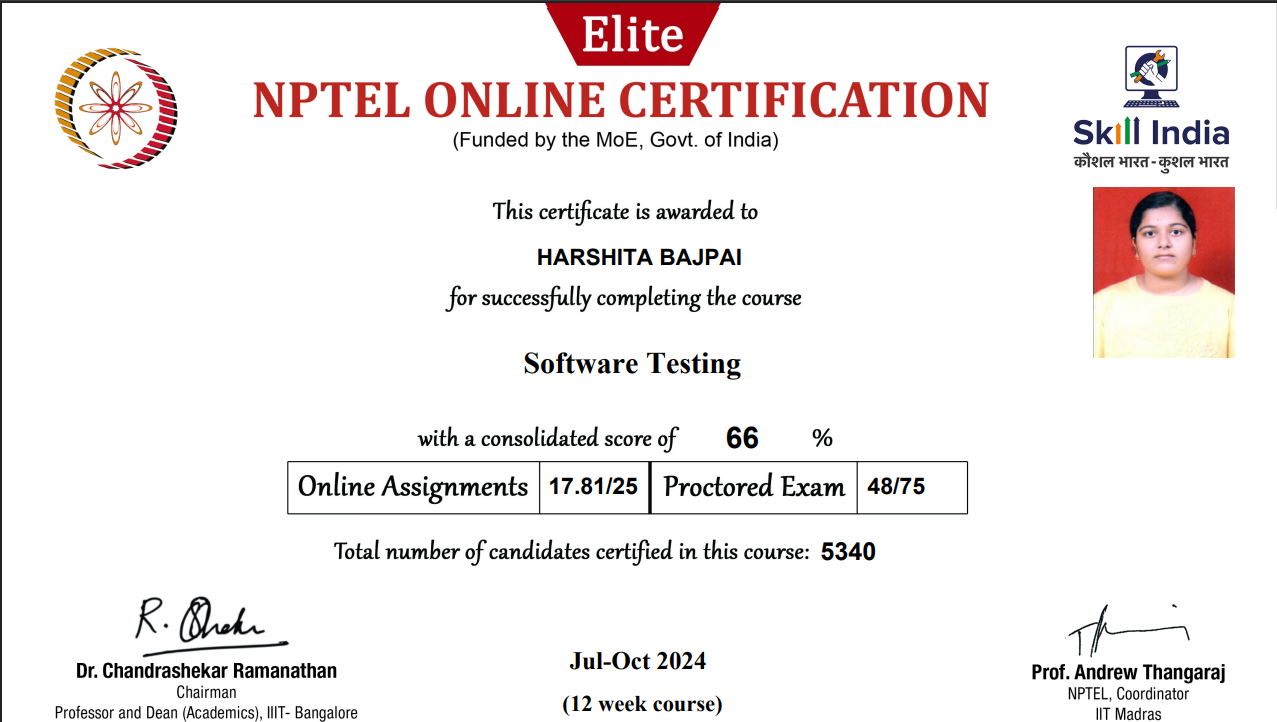 Elite
NPTEL ONLINE CERTIFICATION
(Funded by the MoE, Govt. of India)
Skill India
कौशल भारत - कुशल भारत
This certificate is awarded to
HARSHITA BAJPAI
for successfully completing the course
Software Testing
with a consolidated score of 66 %
Online Assignments 17.81/25 Proctored Exam 48/75
Total number of candidates certified in this course: 5340
Dr. Chandrashekar Ramanathan
Chairman
Professor and Dean (Academics), IIIT- Bangalore
Jul-Oct 2024
(12 week course)
Prof. Andrew Thangaraj
NPTEL, Coordinator
IIT Madras